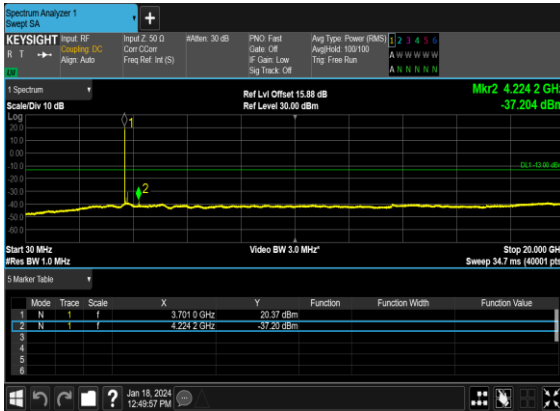 Spectrum Analyzer 1
Swept SA
+
KEYSIGHT Input: RF Input Z: 50 Ω #Atten: 30 dB PNO: Fast Avg Type: Power (RMS) 1 2 3 4 5 6
R T Coupling: DC Corr CCorr Gate: Off Avg|Hold: 100/100 A W W W W W
Align: Auto Freq Ref: Int (S) IF Gain: Low Trig: Free Run
Sig Track: Off A N N N N N
1 Spectrum
Scale/Div 10 dB
Ref Lvl Offset 15.88 dB
Ref Level 30.00 dBm
Mkr2 4.224 2 GHz
-37.204 dBm
Log
20.0
10.0
0.00
-10.0
-20.0
-30.0
-40.0
-50.0
-60.0
1
2
DL1 -13.00 dBm
Start 30 MHz Video BW 3.0 MHz* Stop 20.000 GHz
#Res BW 1.0 MHz Sweep 34.7 ms (40001 pts)
5 Marker Table
Mode Trace Scale X Y Function Function Width Function Value
1 N 1 f 3.701 0 GHz 20.37 dBm
2 N 1 f 4.224 2 GHz -37.20 dBm
3
4
5
6
?
Jan 18, 2024
12:49:57 PM